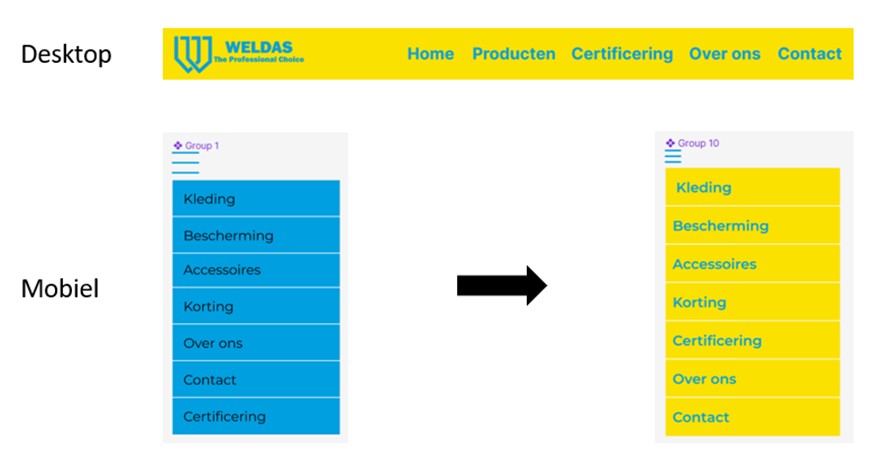 Desktop
WELDAS
The Professional Choice
Home Producten Certificering Over ons Contact
Mobiel
Group 1
Kleding
Bescherming
Accessoires
Korting
Over ons
Contact
Certificering
Group 10
Kleding
Bescherming
Accessoires
Korting
Certificering
Over ons
Contact